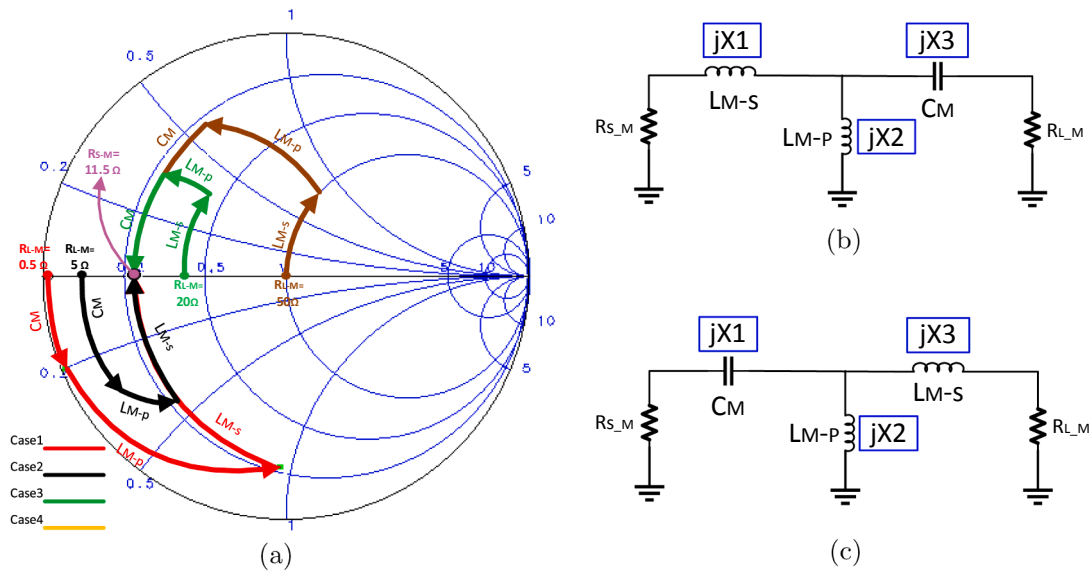 1
0.5
0.2
5
10
CM
LM-p
RS-M=
11.5 Ω
LM-p
CM
LM-s
LM-s
RL-M=
0.5 Ω
RL-M=
5 Ω
0.5
5
10
RL-M=
20Ω
RL-M=
50Ω
CM
CM
LM-s
10
5
LM-p
LM-s
LM-p
0.5
1
Case1
Case2
Case3
Case4
(a)
jX1
jX3
LM-S
CM
RS_M
LM-P
jX2
RL_M
(b)
jX1
jX3
CM
LM-s
RS_M
LM-P
jX2
RL_M
(c)